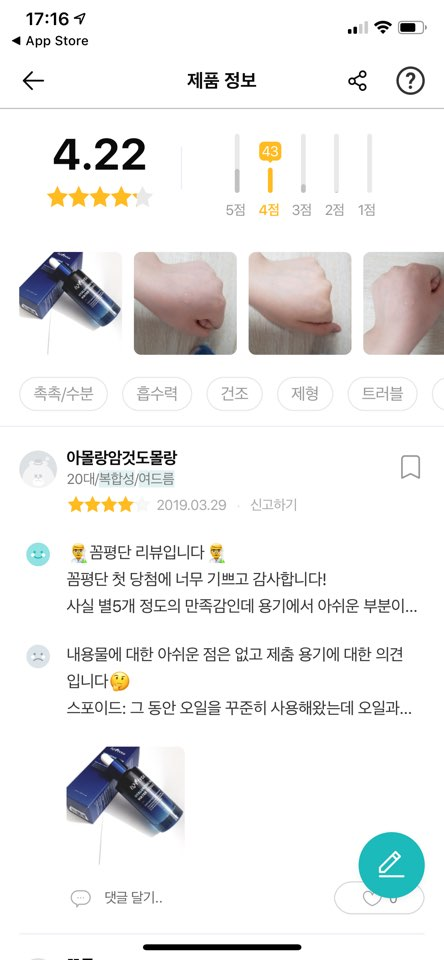 17:16
App Store
제품 정보
?
4.22
43
5점 4점 3점 2점 1점
촉촉/수분 흡수력 건조 제형 트러블
아몰랑암것도몰랑
20대/복합성/여드름
2019.03.29 · 신고하기
꼼평단 리뷰입니다
꼼평단 첫 당첨에 너무 기쁘고 감사합니다!
사실 별5개 정도의 만족감인데 용기에서 아쉬운 부분이...
내용물에 대한 아쉬운 점은 없고 제춤 용기에 대한 의견
입니다
스포이드: 그 동안 오일을 꾸준히 사용해왔는데 오일과...
댓글 달기..